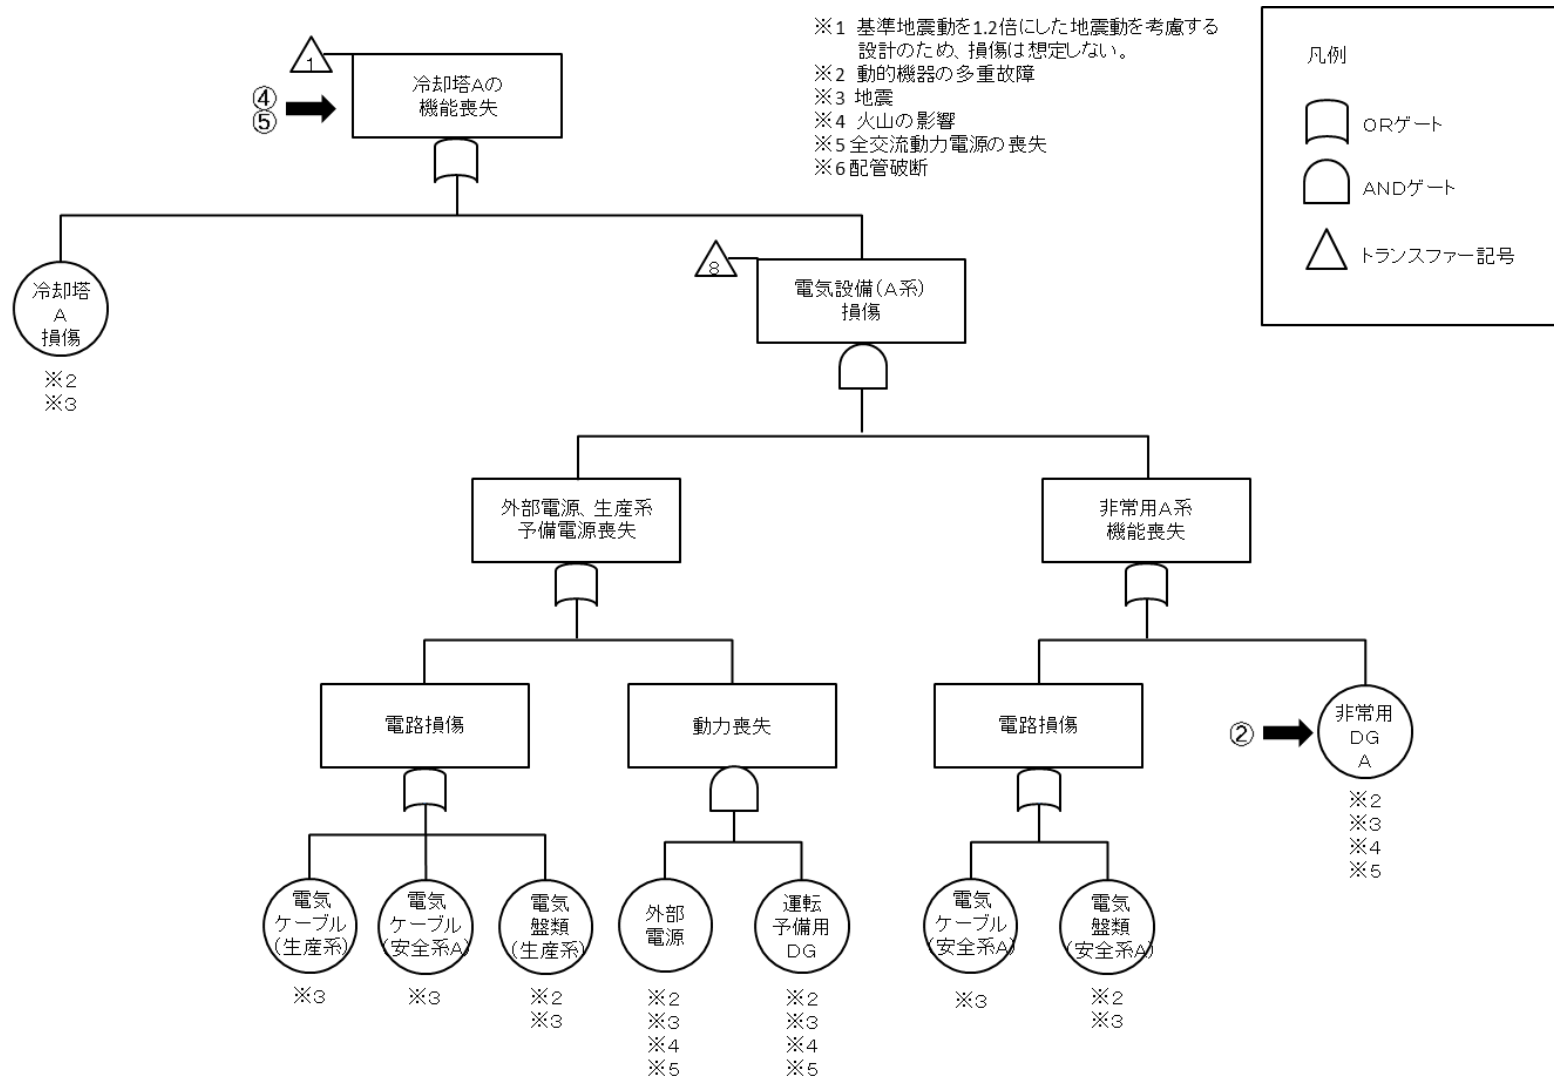 ※1 基準地震動を1.2倍にした地震動を考慮する
設計のため、損傷は想定しない。
※2 動的機器の多重故障
※3 地震
※4 火山の影響
※5 全交流動力電源の喪失
※6 配管破断
凡例
ORゲート
ANDゲート
トランスファー記号
1
冷却塔Aの
機能喪失
④
⑤
冷却塔
A
損傷
※2
※3
8
電気設備(A系)
損傷
外部電源、生産系
予備電源喪失
非常用A系
機能喪失
電路損傷
動力喪失
電路損傷
②
非常用
DG
A
※2
※3
※4
※5
電気
ケーブル
(生産系)
※3
電気
ケーブル
(安全系A)
※3
電気
盤類
(生産系)
※2
※3
外部
電源
※2
※3
※4
※5
運転
予備用
DG
※2
※3
※4
※5
電気
ケーブル
(安全系A)
※3
電気
盤類
(安全系A)
※2
※3